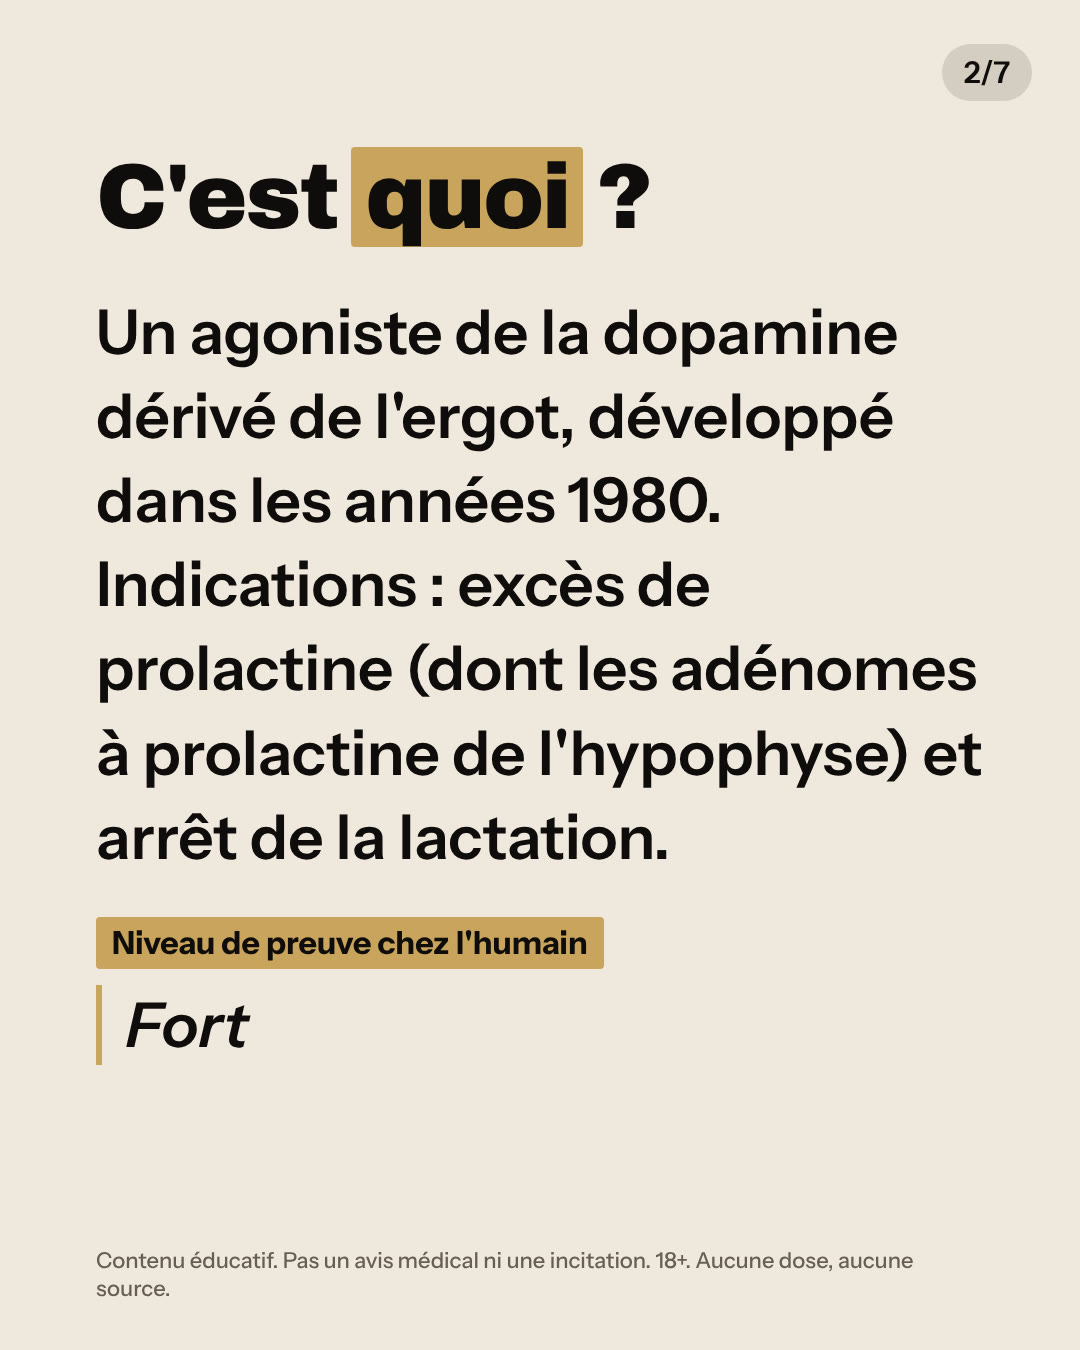 2/7
C'est quoi ?
Un agoniste de la dopamine
dérivé de l'ergot, développé
dans les années 1980.
Indications : excès de
prolactine (dont les adénomes
à prolactine de l'hypophyse) et
arrêt de la lactation.
Niveau de preuve chez l'humain
Fort
Contenu éducatif. Pas un avis médical ni une incitation. 18+. Aucune dose, aucune
source.